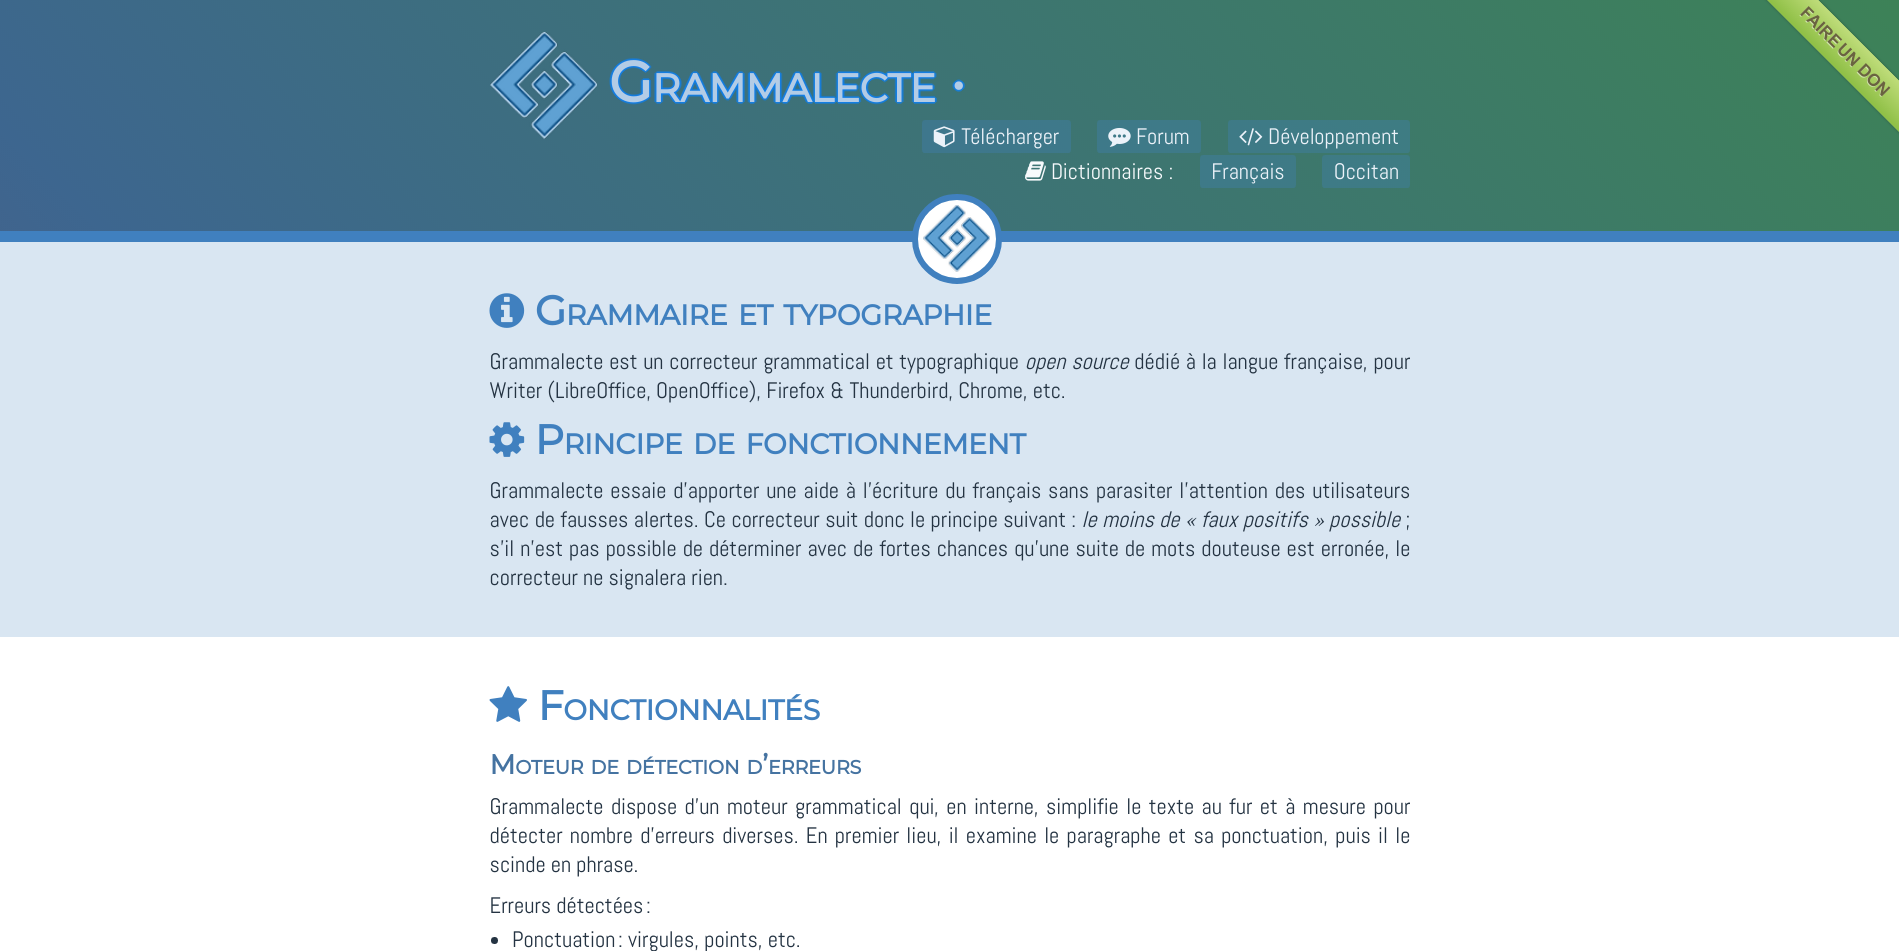 FAIRE UN DON
Grammalecte ·
Télécharger Forum Développement
Dictionnaires : Français Occitan
Grammaire et typographie
Grammalecte est un correcteur grammatical et typographique open source dédié à la langue française, pour
Writer (LibreOffice, OpenOffice), Firefox & Thunderbird, Chrome, etc.
Principe de fonctionnement
Grammalecte essaie d’apporter une aide à l’écriture du français sans parasiter l’attention des utilisateurs
avec de fausses alertes. Ce correcteur suit donc le principe suivant : le moins de « faux positifs » possible ;
s’il n’est pas possible de déterminer avec de fortes chances qu’une suite de mots douteuse est erronée, le
correcteur ne signalera rien.
Fonctionnalités
Moteur de détection d’erreurs
Grammalecte dispose d’un moteur grammatical qui, en interne, simplifie le texte au fur et à mesure pour
détecter nombre d’erreurs diverses. En premier lieu, il examine le paragraphe et sa ponctuation, puis il le
scinde en phrase.
Erreurs détectées :
• Ponctuation : virgules, points, etc.